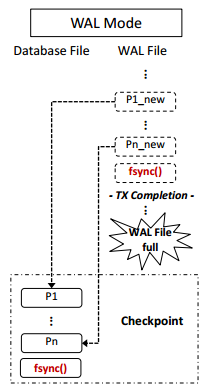 WAL Mode
Database File
WAL File
P1_new
Pn_new
fsync()
- TX Completion -
WAL File
full
P1
Checkpoint
Pn
fsync()